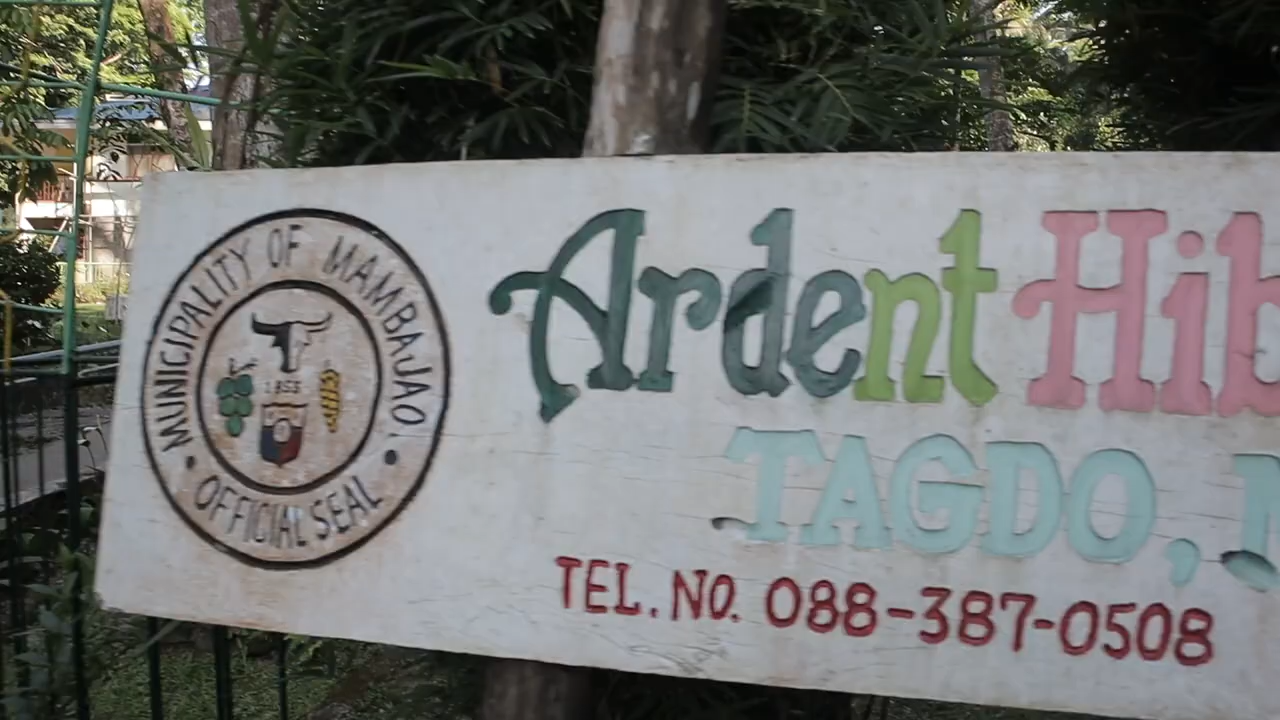 MUNICIPALITY OF MAMBAJAO
1855
OFFICIAL SEAL
Ardent Hib
TAGDO,
TEL. NO. 088-387-0508